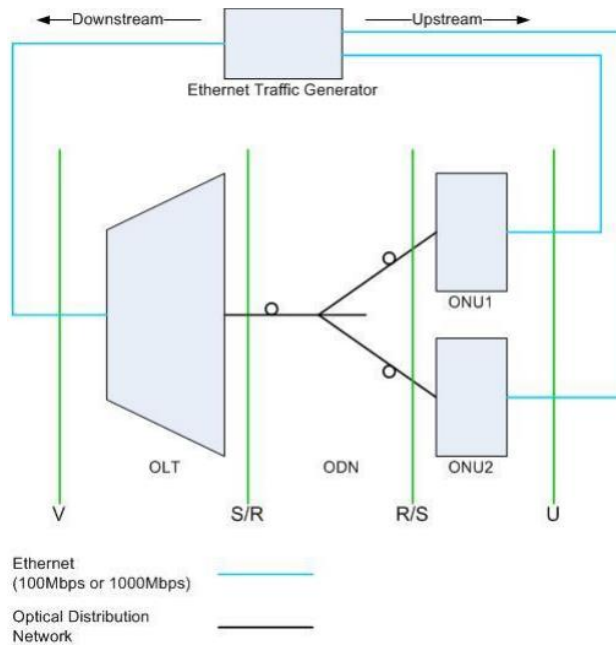 Downstream
Upstream
Ethernet Traffic Generator
ONU1
OLT
ODN
ONU2
V
S/R
R/S
U
Ethernet
(100Mbps or 1000Mbps)
Optical Distribution
Network